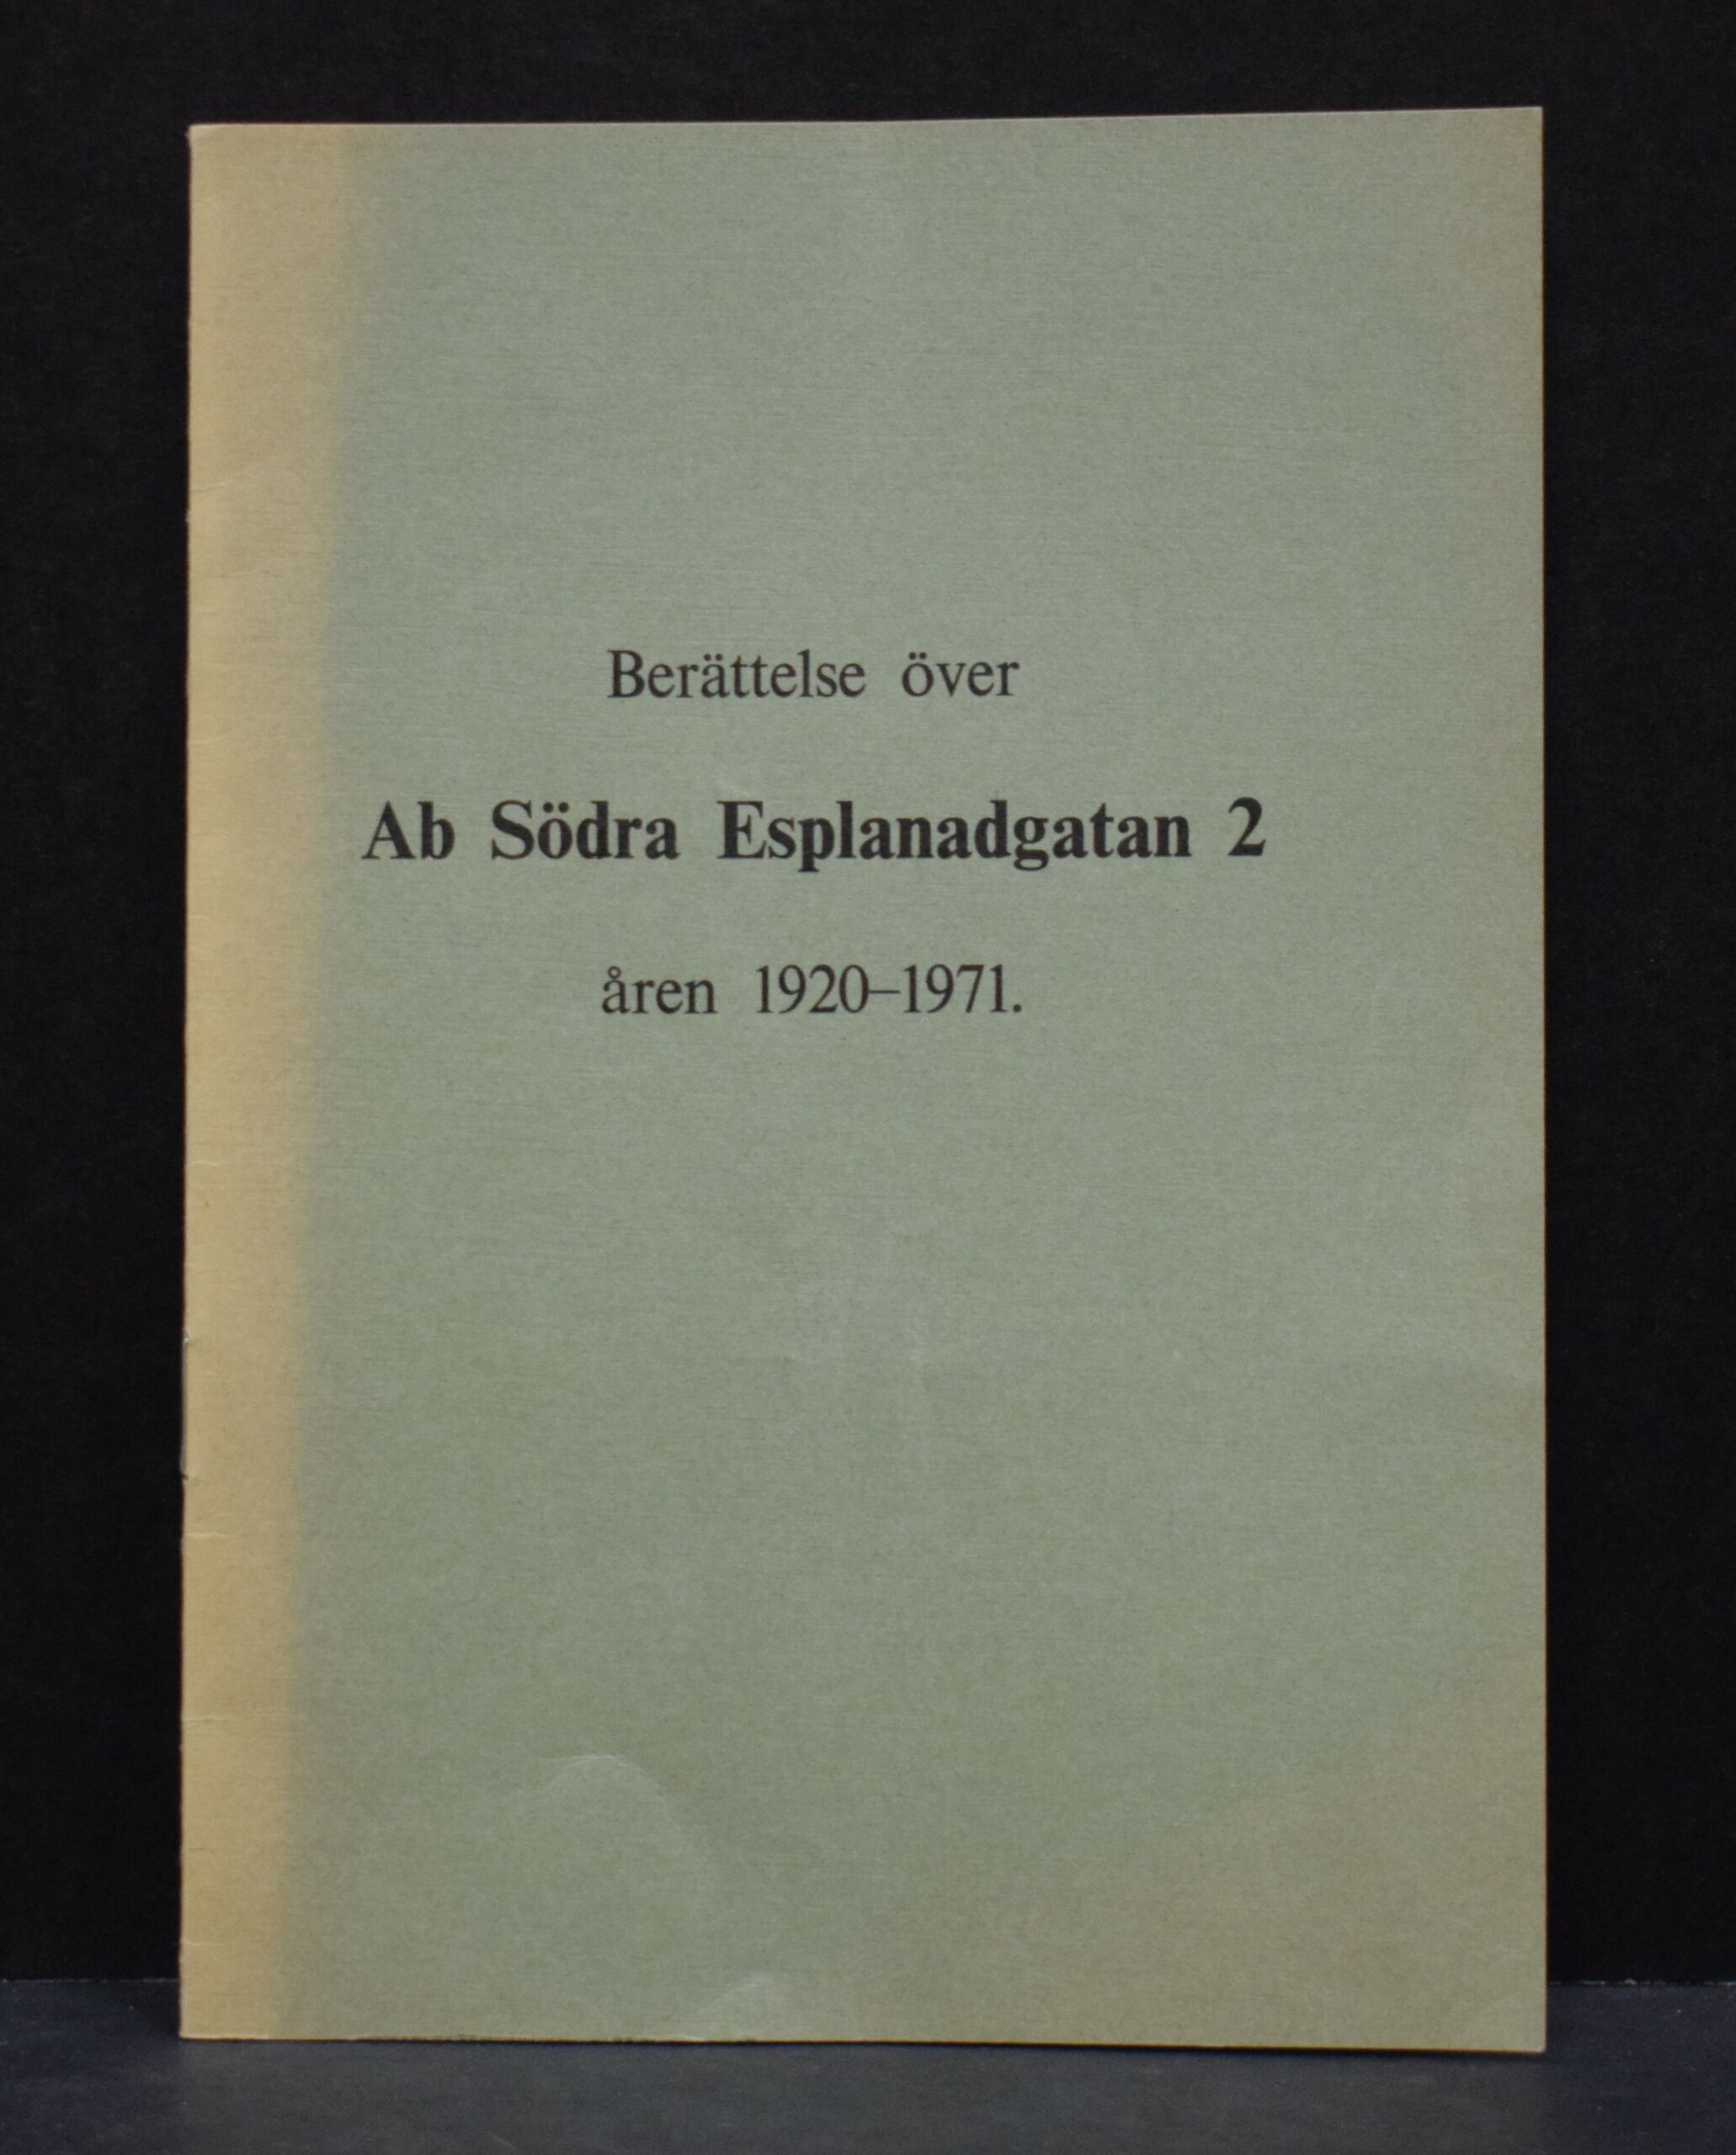 Berättelse över
Ab Södra Esplanadgatan 2
åren 1920–1971.